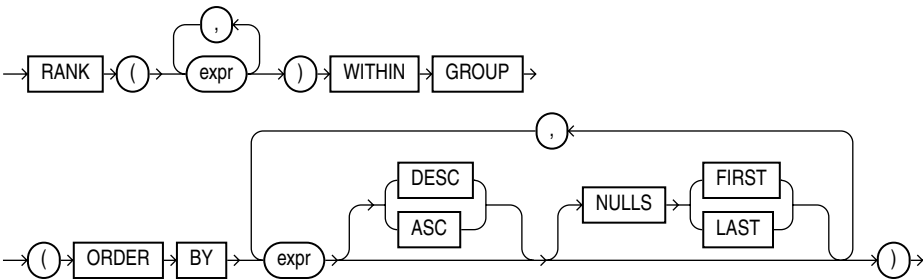 ,
RANK ( expr ) WITHIN GROUP
,
DESC FIRST
NULLS
ASC LAST
( ORDER BY expr )